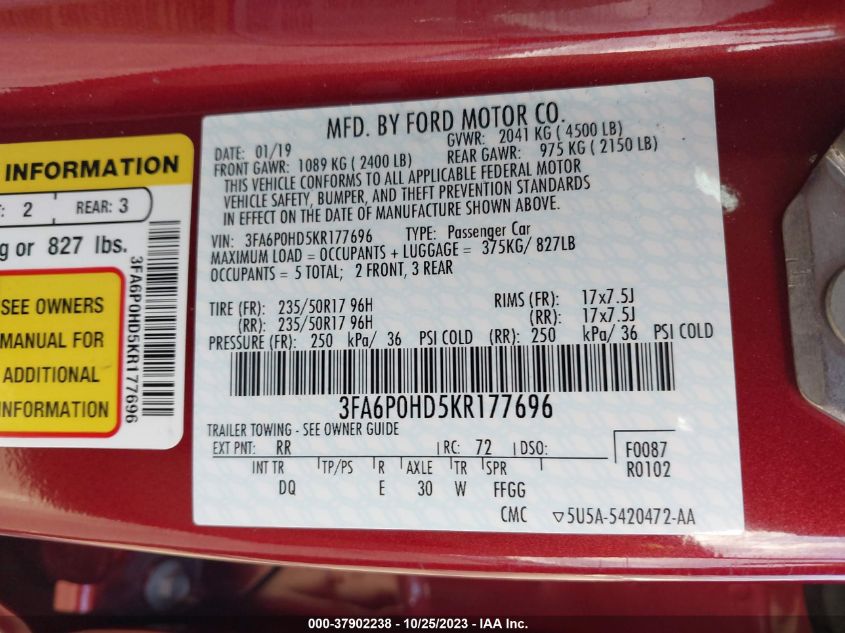 INFORMATION
: 2 REAR: 3
g or 827 lbs.
SEE OWNERS
MANUAL FOR
ADDITIONAL
INFORMATION
3FA6P0HD5KR177696
MFD. BY FORD MOTOR CO.
DATE: 01/19 GVWR: 2041 KG ( 4500 LB)
FRONT GAWR: 1089 KG ( 2400 LB) REAR GAWR: 975 KG ( 2150 LB)
THIS VEHICLE CONFORMS TO ALL APPLICABLE FEDERAL MOTOR
VEHICLE SAFETY, BUMPER, AND THEFT PREVENTION STANDARDS
IN EFFECT ON THE DATE OF MANUFACTURE SHOWN ABOVE.
VIN: 3FA6P0HD5KR177696 TYPE: Passenger Car
MAXIMUM LOAD = OCCUPANTS + LUGGAGE = 375KG/ 827LB
OCCUPANTS = 5 TOTAL; 2 FRONT, 3 REAR
TIRE (FR): 235/50R17 96H RIMS (FR): 17x7.5J
(RR): 235/50R17 96H (RR): 17x7.5J
PRESSURE (FR): 250 kPa/ 36 PSI COLD (RR): 250 kPa/ 36 PSI COLD
3FA6P0HD5KR177696
TRAILER TOWING - SEE OWNER GUIDE
EXT PNT: RR RC: 72 DSO: F0087
R0102
INT TR TP/PS R AXLE TR SPR
DQ E 30 W FFGG
CMC ▽5U5A-5420472-AA
000-37902238 - 10/25/2023 - IAA Inc.